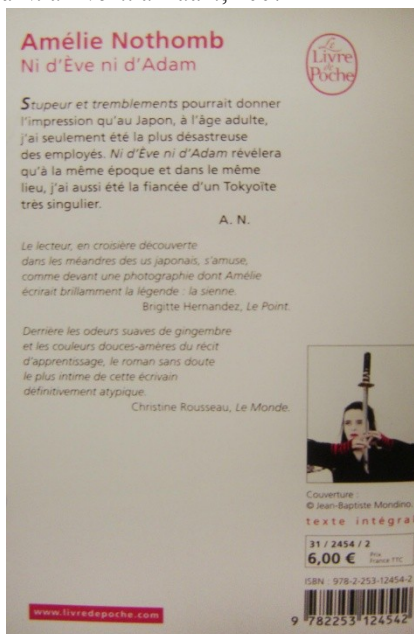 Amélie Nothomb
Ni d'Ève ni d'Adam
Le
Livre
de
Poche
Stupeur et tremblements pourrait donner
l'impression qu'au Japon, à l'âge adulte,
j'ai seulement été la plus désastreuse
des employés. Ni d'Ève ni d'Adam révélera
qu'à la même époque et dans le même
lieu, j'ai aussi été la fiancée d'un Tokyoïte
très singulier.
A. N.
Le lecteur, en croisière découverte
dans les méandres des us japonais, s'amuse,
comme devant une photographie dont Amélie
écrirait brillamment la légende : la sienne.
Brigitte Hernandez, Le Point.
Derrière les odeurs suaves de gingembre
et les couleurs douces-amères du récit
d'apprentissage, le roman sans doute
le plus intime de cette écrivain
définitivement atypique.
Christine Rousseau, Le Monde.
Couverture :
© Jean-Baptiste Mondino.
texte intégral
31 / 2454 / 2
6,00 € Prix
France TTC
ISBN : 978-2-253-12454-2
9 782253 124542
www.livredepoche.com